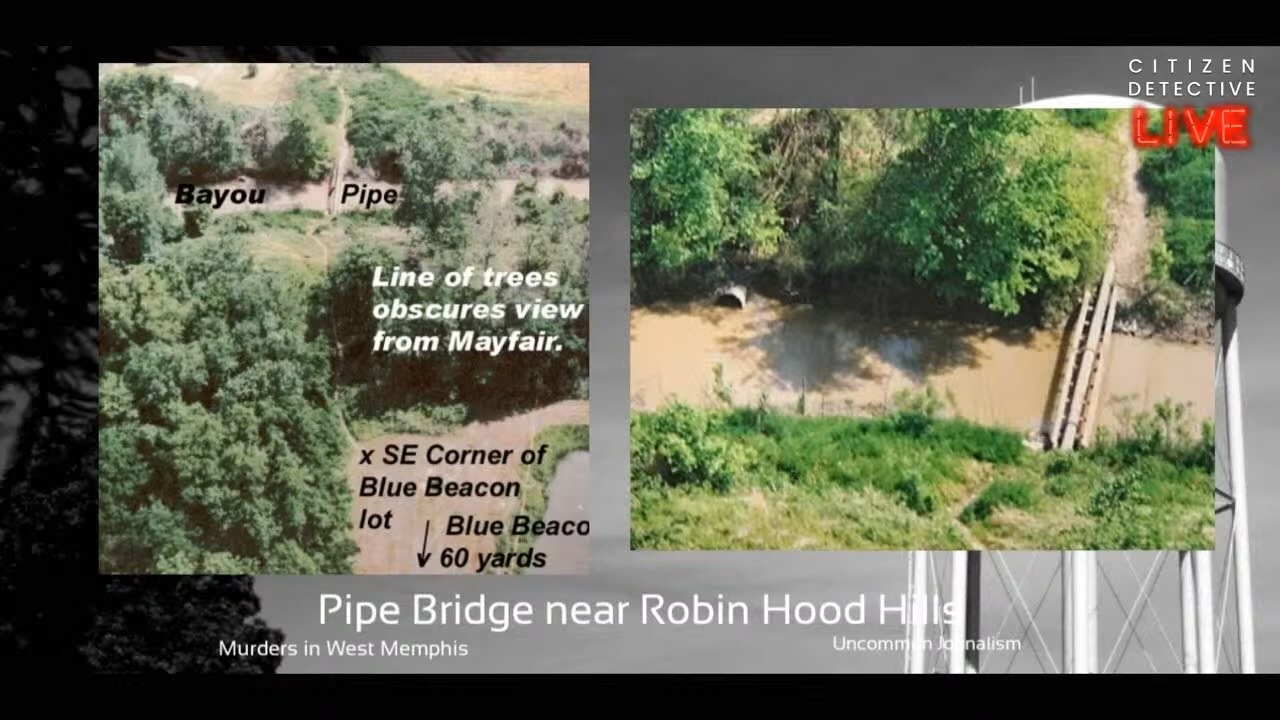 CITIZEN
DETECTIVE
LIVE
Bayou
Pipe
Line of trees
obscures view
from Mayfair.
x SE Corner of
Blue Beacon
lot
Blue Beaco
60 yards
Pipe Bridge near Robin Hood Hills
Murders in West Memphis
Uncommon Journalism